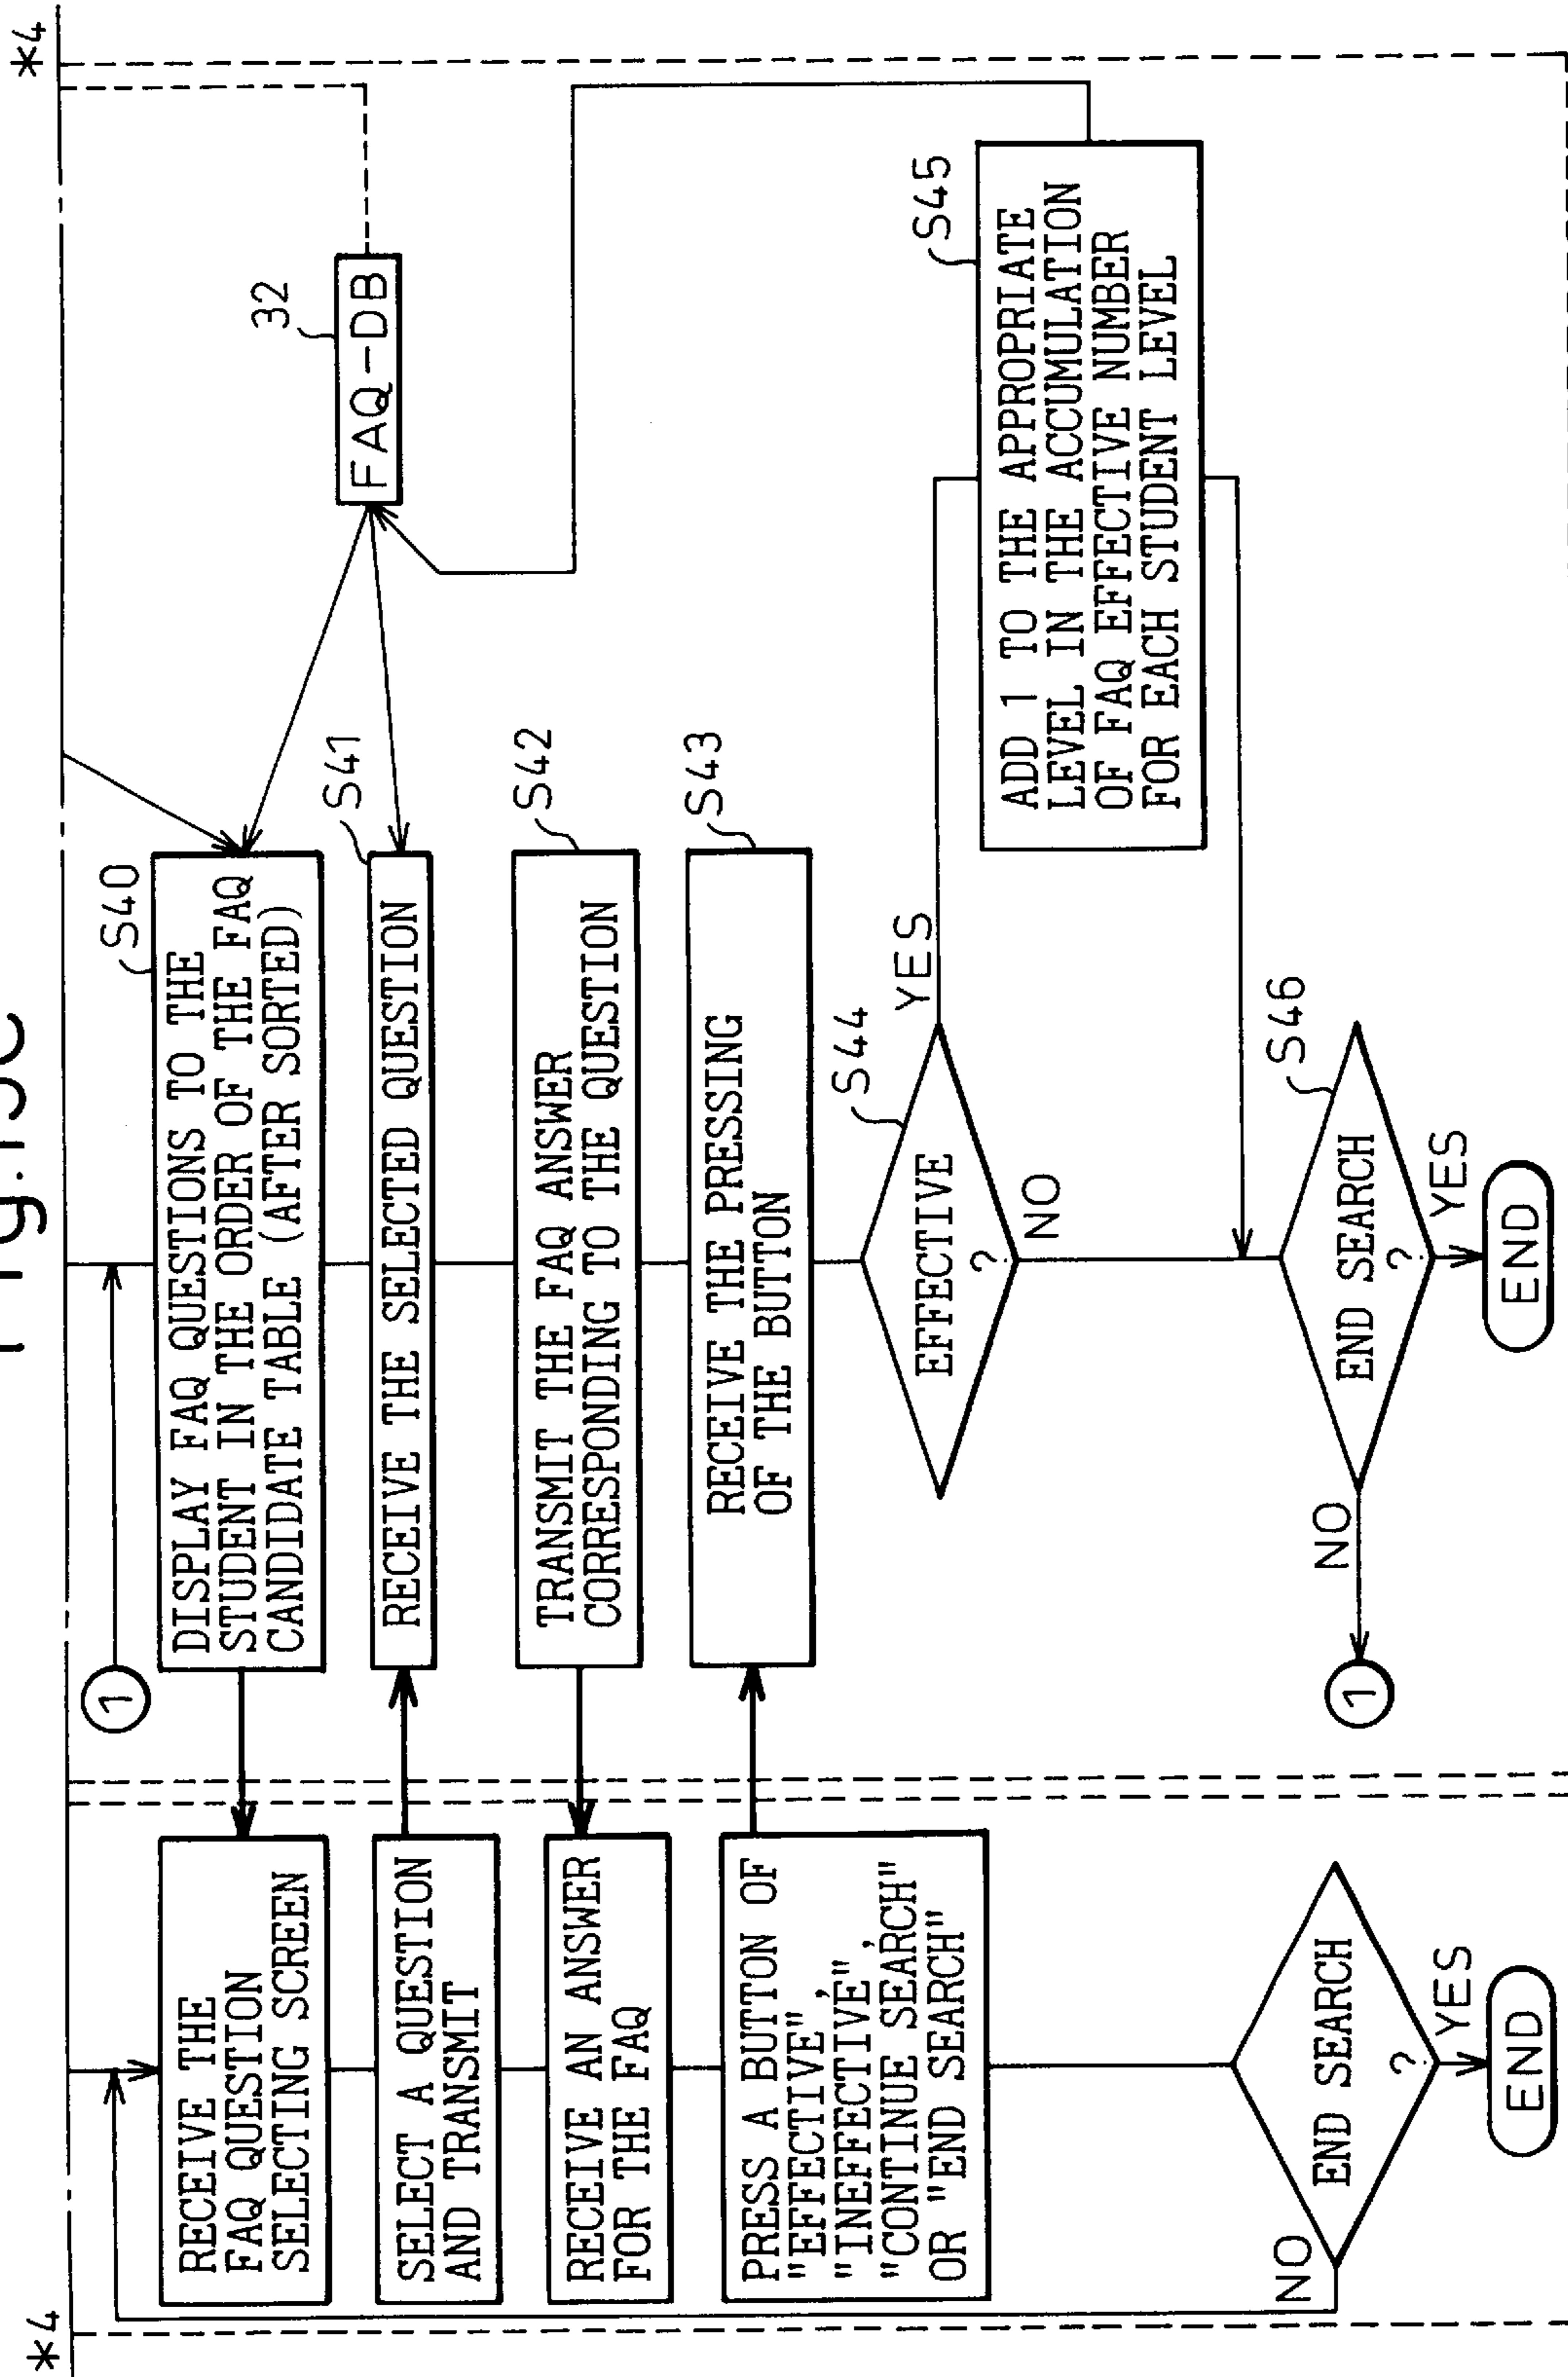 *4
*4
RECEIVE THE
FAQ QUESTION
SELECTING SCREEN
SELECT A QUESTION
AND TRANSMIT
RECEIVE AN ANSWER
FOR THE FAQ
PRESS A BUTTON OF
"EFFECTIVE",
"INEFFECTIVE",
"CONTINUE SEARCH"
OR "END SEARCH"
NO
END SEARCH
?
YES
END
1
S40
DISPLAY FAQ QUESTIONS TO THE
STUDENT IN THE ORDER OF THE FAQ
CANDIDATE TABLE (AFTER SORTED)
S41
RECEIVE THE SELECTED QUESTION
S42
TRANSMIT THE FAQ ANSWER
CORRESPONDING TO THE QUESTION
S43
RECEIVE THE PRESSING
OF THE BUTTON
S44
EFFECTIVE
?
YES
NO
32
FAQ-DB
S45
ADD 1 TO THE APPROPRIATE
LEVEL IN THE ACCUMULATION
OF FAQ EFFECTIVE NUMBER
FOR EACH STUDENT LEVEL
S46
END SEARCH
?
NO
1
YES
END